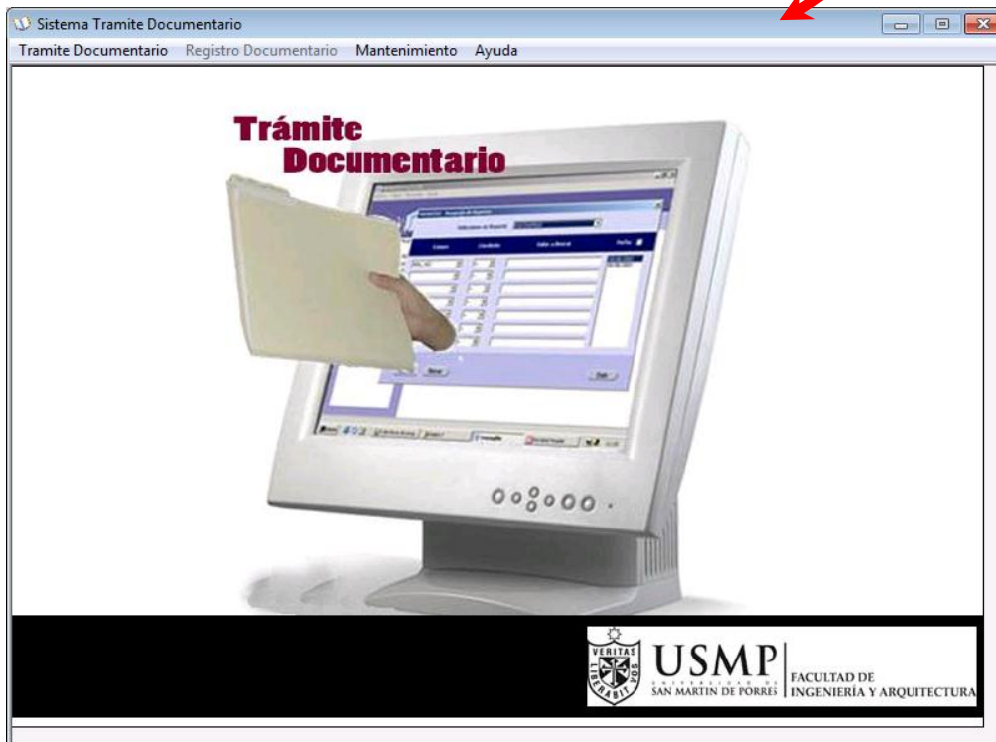 Sistema Tramite Documentario
Tramite Documentario Registro Documentario Mantenimiento Ayuda
Trámite
Documentario
VERITAS
LIBERABIT VOS
USMP
UNIVERSIDAD DE
SAN MARTIN DE PORRES
FACULTAD DE
INGENIERÍA Y ARQUITECTURA